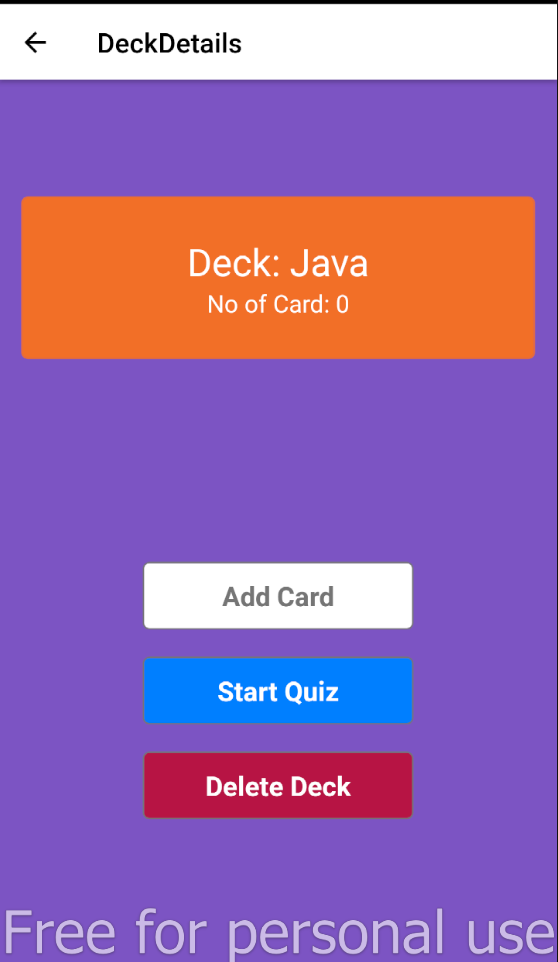 DeckDetails
Deck: Java
No of Card: 0
Add Card
Start Quiz
Delete Deck
Free for personal use